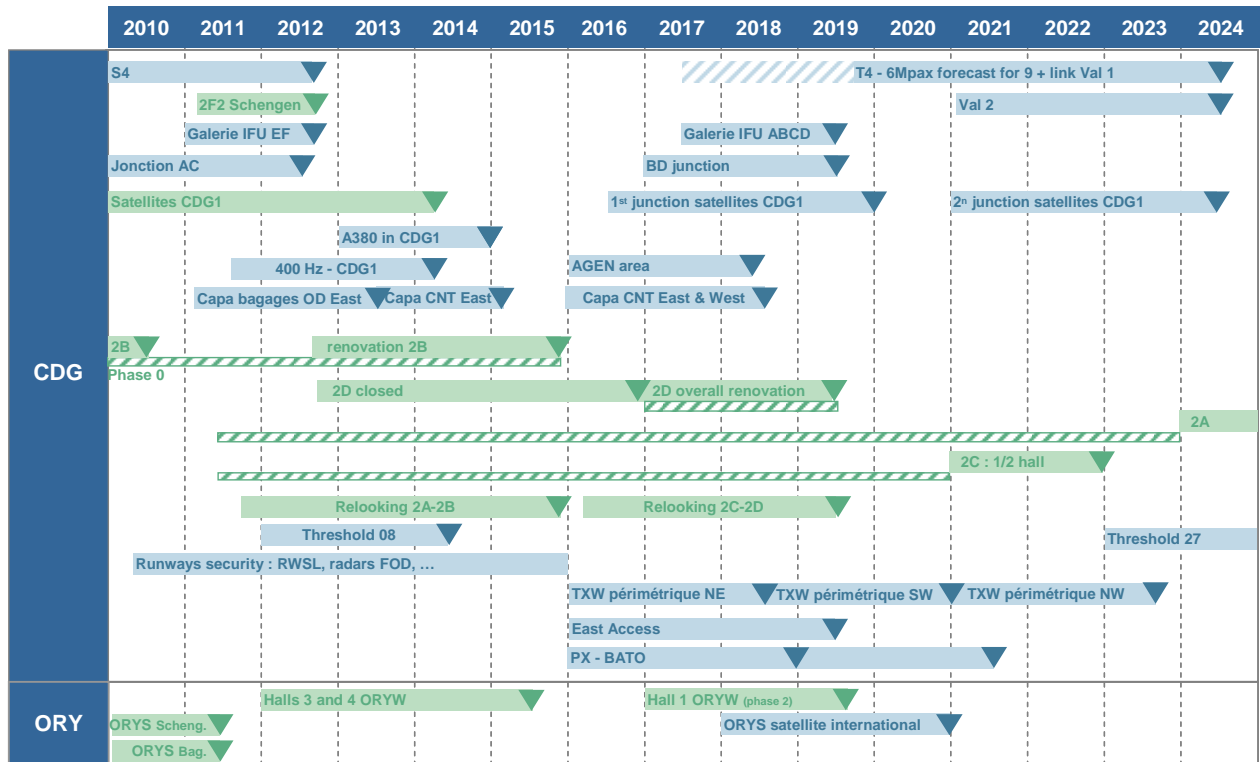 2010 2011 2012 2013 2014 2015 2016 2017 2018 2019 2020 2021 2022 2023 2024
S4
T4 - 6Mpax forecast for 9 + link Val 1
2F2 Schengen
Val 2
Galerie IFU EF
Galerie IFU ABCD
Jonction AC
BD junction
Satellites CDG1
1st junction satellites CDG1
2n junction satellites CDG1
A380 in CDG1
400 Hz - CDG1
AGEN area
Capa bagages OD East
Capa CNT East
Capa CNT East & West
2B
renovation 2B
CDG
Phase 0
2D closed
2D overall renovation
2A
2C : 1/2 hall
Relooking 2A-2B
Relooking 2C-2D
Threshold 08
Threshold 27
Runways security : RWSL, radars FOD, …
TXW périmétrique NE
TXW périmétrique SW
TXW périmétrique NW
East Access
PX - BATO
Halls 3 and 4 ORYW
Hall 1 ORYW (phase 2)
ORY
ORYS Scheng.
ORYS satellite international
ORYS Bag.